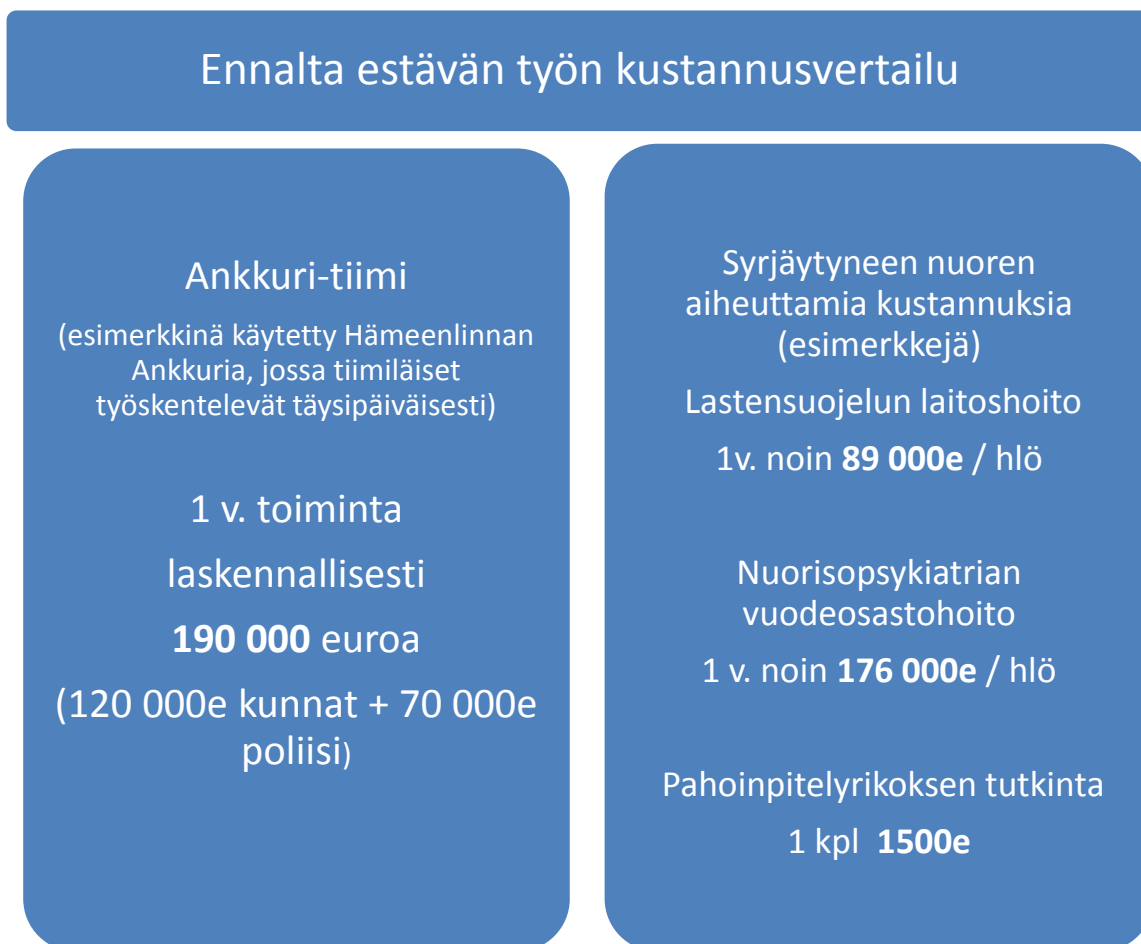 Ennalta estävän työn kustannusvertailu
Ankkuri-tiimi
(esimerkkinä käytetty Hämeenlinnan
Ankkuria, jossa tiimiläiset
työskentelevät täysipäiväisesti)
1 v. toiminta
laskennallisesti
190 000 euroa
(120 000e kunnat + 70 000e
poliisi)
Syrjäytyneen nuoren
aiheuttamia kustannuksia
(esimerkkejä)
Lastensuojelun laitoshoito
1v. noin 89 000e / hlö
Nuorisopsykiatrian
vuodeosastohoito
1 v. noin 176 000e / hlö
Pahoinpitelyrikoksen tutkinta
1 kpl 1500e